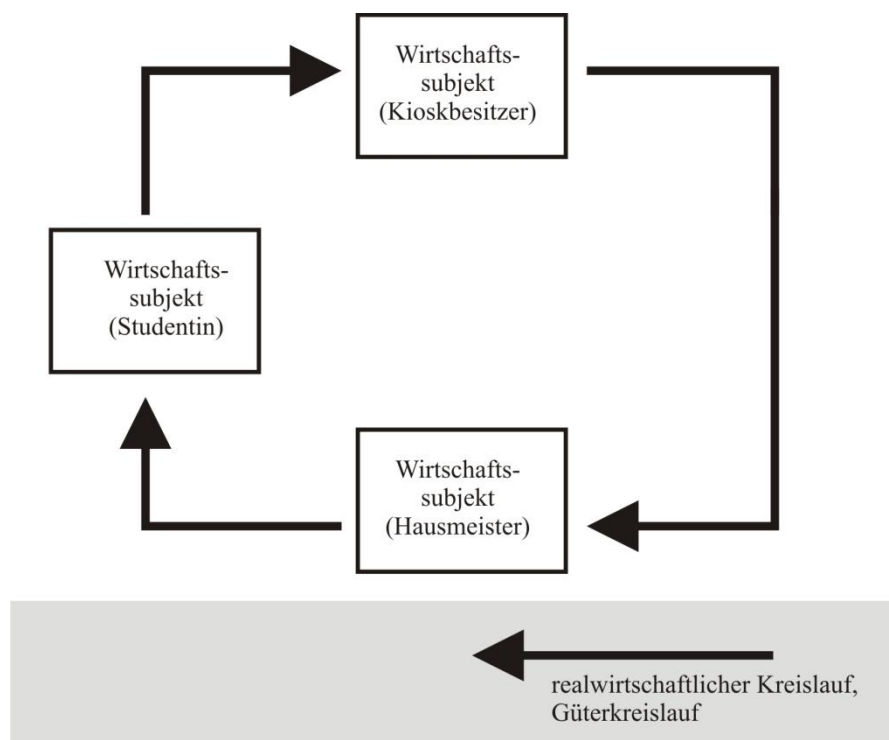 Wirtschafts-
subjekt
(Kioskbesitzer)
Wirtschafts-
subjekt
(Studentin)
Wirtschafts-
subjekt
(Hausmeister)
realwirtschaftlicher Kreislauf,
Güterkreislauf